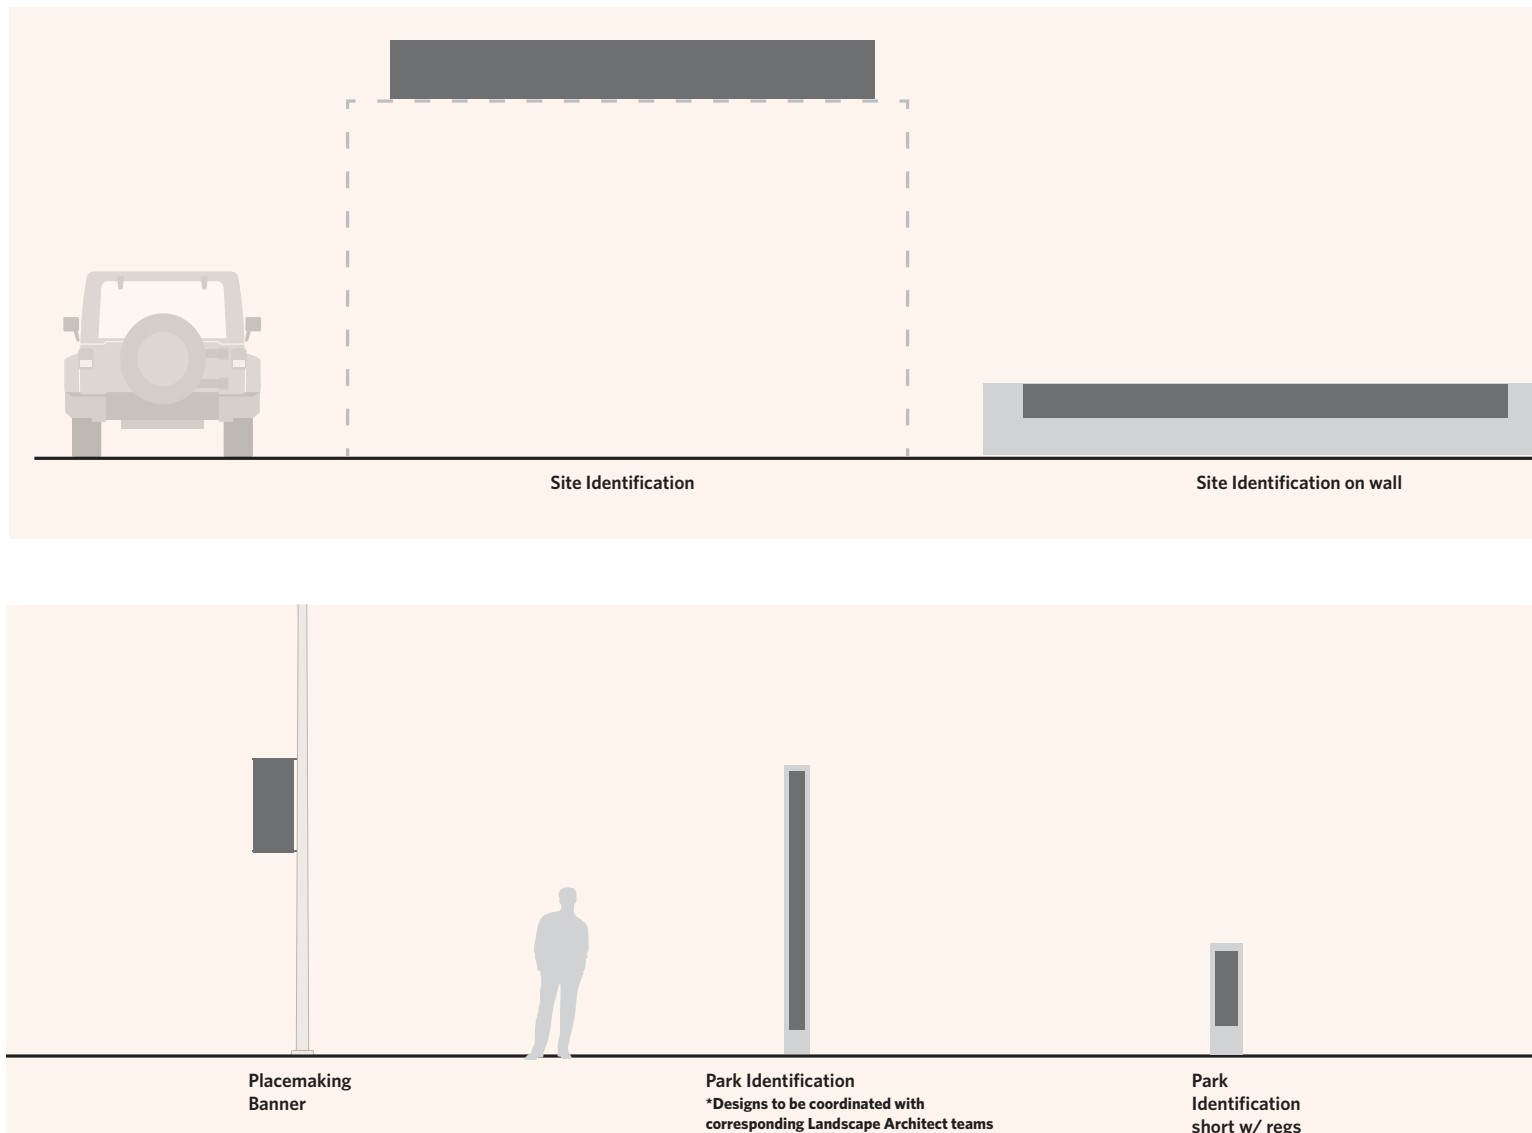 Site Identification
Site Identification on wall
Placemaking
Banner
Park Identification
*Designs to be coordinated with
corresponding Landscape Architect teams
Park
Identification
short w/ regs